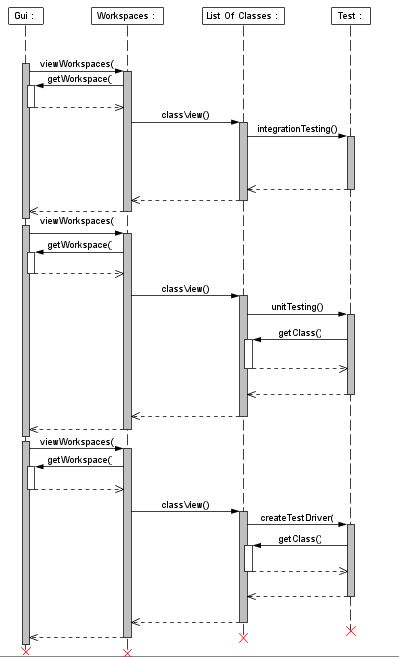 Gui : Workspaces : List Of Classes : Test :
viewWorkspaces(
getWorkspace(
classView()
integrationTesting()
viewWorkspaces(
getWorkspace(
classView()
unitTesting()
getClass()
viewWorkspaces(
getWorkspace(
classView()
createTestDriver(
getClass()